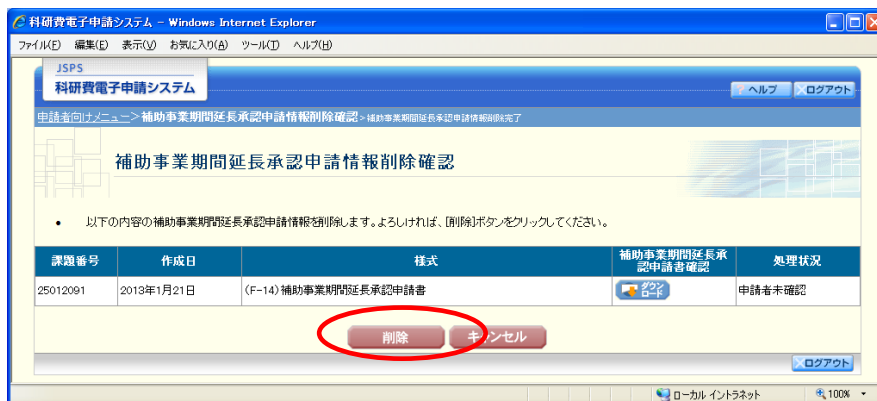 科研費電子申請システム - Windows Internet Explorer
ファイル(F) 編集(E) 表示(V) お気に入り(A) ツール(T) ヘルプ(H)
JSPS
科研費電子申請システム
ヘルプ ログアウト
申請者向けメニュー>補助事業期間延長承認申請情報削除確認>補助事業期間延長承認申請情報削除完了
補助事業期間延長承認申請情報削除確認
• 以下の内容の補助事業期間延長承認申請情報を削除します。よろしければ、[削除]ボタンをクリックしてください。
課題番号 作成日 様式 補助事業期間延長承認申請書確認 処理状況
25012091 2013年1月21日 (F-14)補助事業期間延長承認申請書 ダウンロード 申請者未確認
削除 キャンセル
ログアウト
ローカル イントラネット 100%